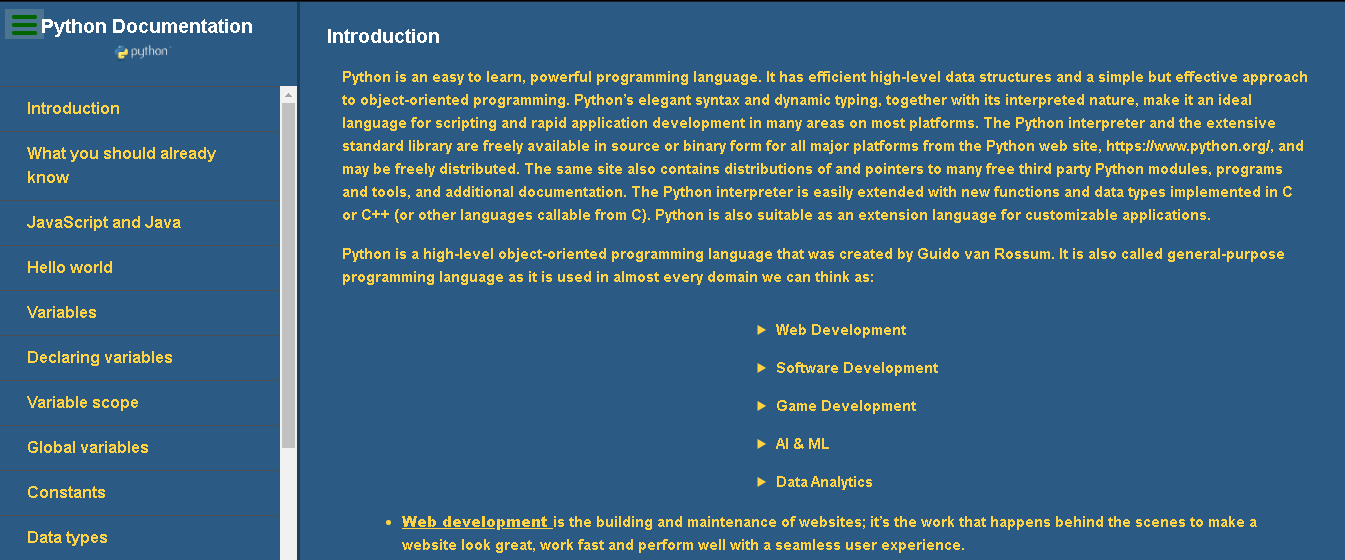 Python Documentation
python
Introduction
What you should already
know
JavaScript and Java
Hello world
Variables
Declaring variables
Variable scope
Global variables
Constants
Data types
Introduction
Python is an easy to learn, powerful programming language. It has efficient high-level data structures and a simple but effective approach
to object-oriented programming. Python’s elegant syntax and dynamic typing, together with its interpreted nature, make it an ideal
language for scripting and rapid application development in many areas on most platforms. The Python interpreter and the extensive
standard library are freely available in source or binary form for all major platforms from the Python web site, https://www.python.org/, and
may be freely distributed. The same site also contains distributions of and pointers to many free third party Python modules, programs
and tools, and additional documentation. The Python interpreter is easily extended with new functions and data types implemented in C
or C++ (or other languages callable from C). Python is also suitable as an extension language for customizable applications.
Python is a high-level object-oriented programming language that was created by Guido van Rossum. It is also called general-purpose
programming language as it is used in almost every domain we can think as:
Web Development
Software Development
Game Development
AI & ML
Data Analytics
Web development is the building and maintenance of websites; it’s the work that happens behind the scenes to make a
website look great, work fast and perform well with a seamless user experience.